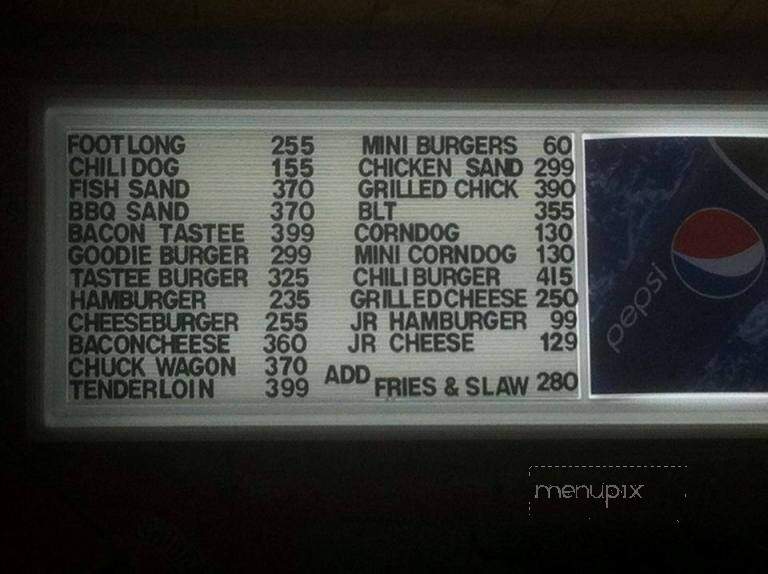 FOOTLONG 255
CHILI DOG 155
FISH SAND 370
BBQ SAND 370
BACON TASTEE 399
GOODIE BURGER 299
TASTEE BURGER 325
HAMBURGER 235
CHEESEBURGER 255
BACONCHEESE 360
CHUCK WAGON 370
TENDERLOIN 399
MINI BURGERS 60
CHICKEN SAND 299
GRILLED CHICK 390
BLT 355
CORNDOG 130
MINI CORNDOG 130
CHILI BURGER 415
GRILLED CHEESE 250
JR HAMBURGER 99
JR CHEESE 129
ADD FRIES & SLAW 280
pepsi
menupix